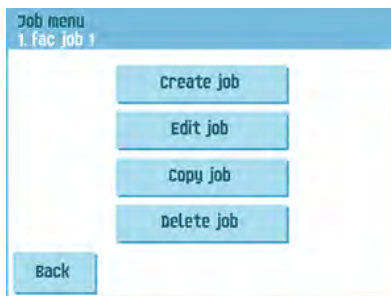 Job menu
1. Fac job 1
Create job
Edit job
Copy job
Delete job
Back